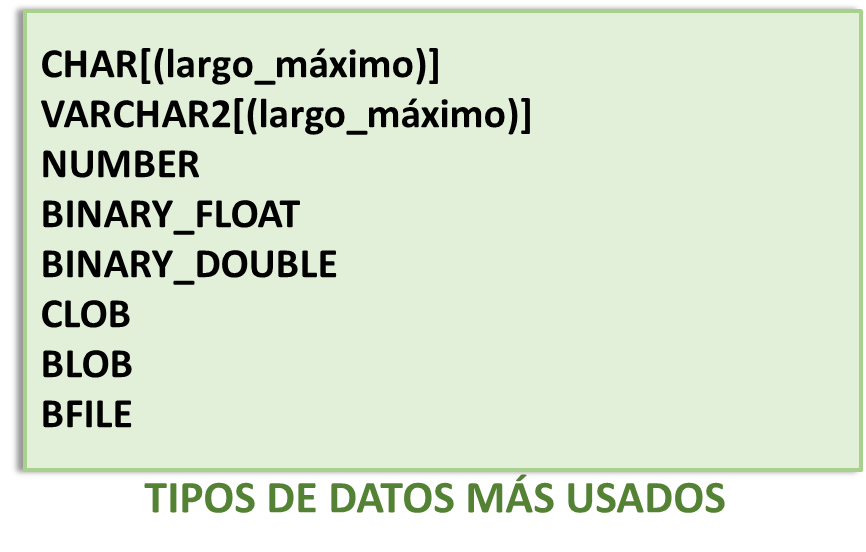 CHAR[(largo_máximo)]
VARCHAR2[(largo_máximo)]
NUMBER
BINARY_FLOAT
BINARY_DOUBLE
CLOB
BLOB
BFILE
TIPOS DE DATOS MÁS USADOS